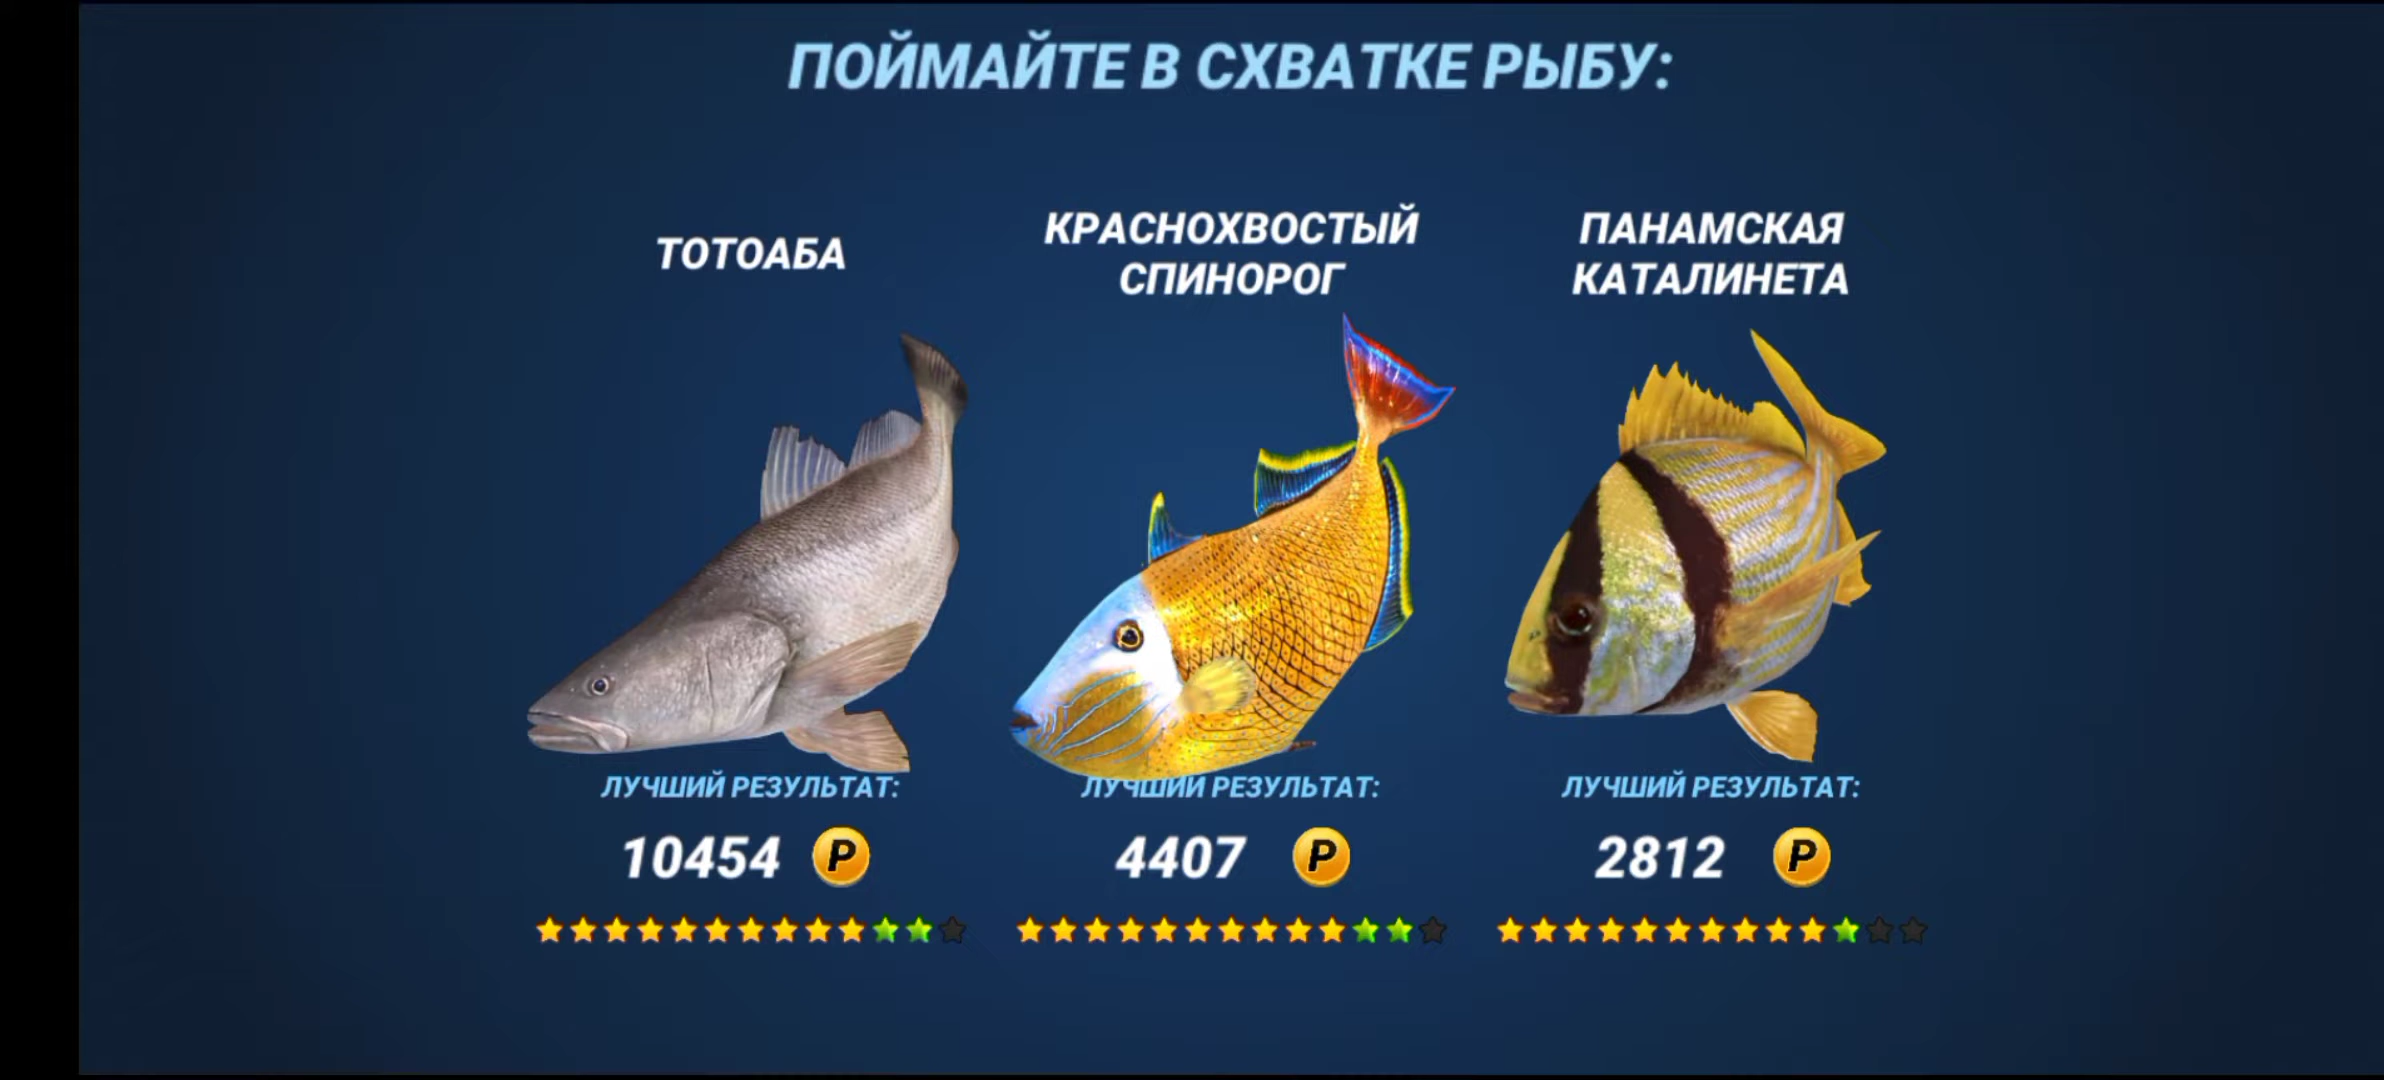 ПОЙМАЙТЕ В СХВАТКЕ РЫБУ:
ТОТОАБА
КРАСНОХВОСТЫЙ
СПИНОРОГ
ПАНАМСКАЯ
КАТАЛИНЕТА
ЛУЧШИЙ РЕЗУЛЬТАТ:
ЛУЧШИЙ РЕЗУЛЬТАТ:
ЛУЧШИЙ РЕЗУЛЬТАТ:
10454 P
4407 P
2812 P